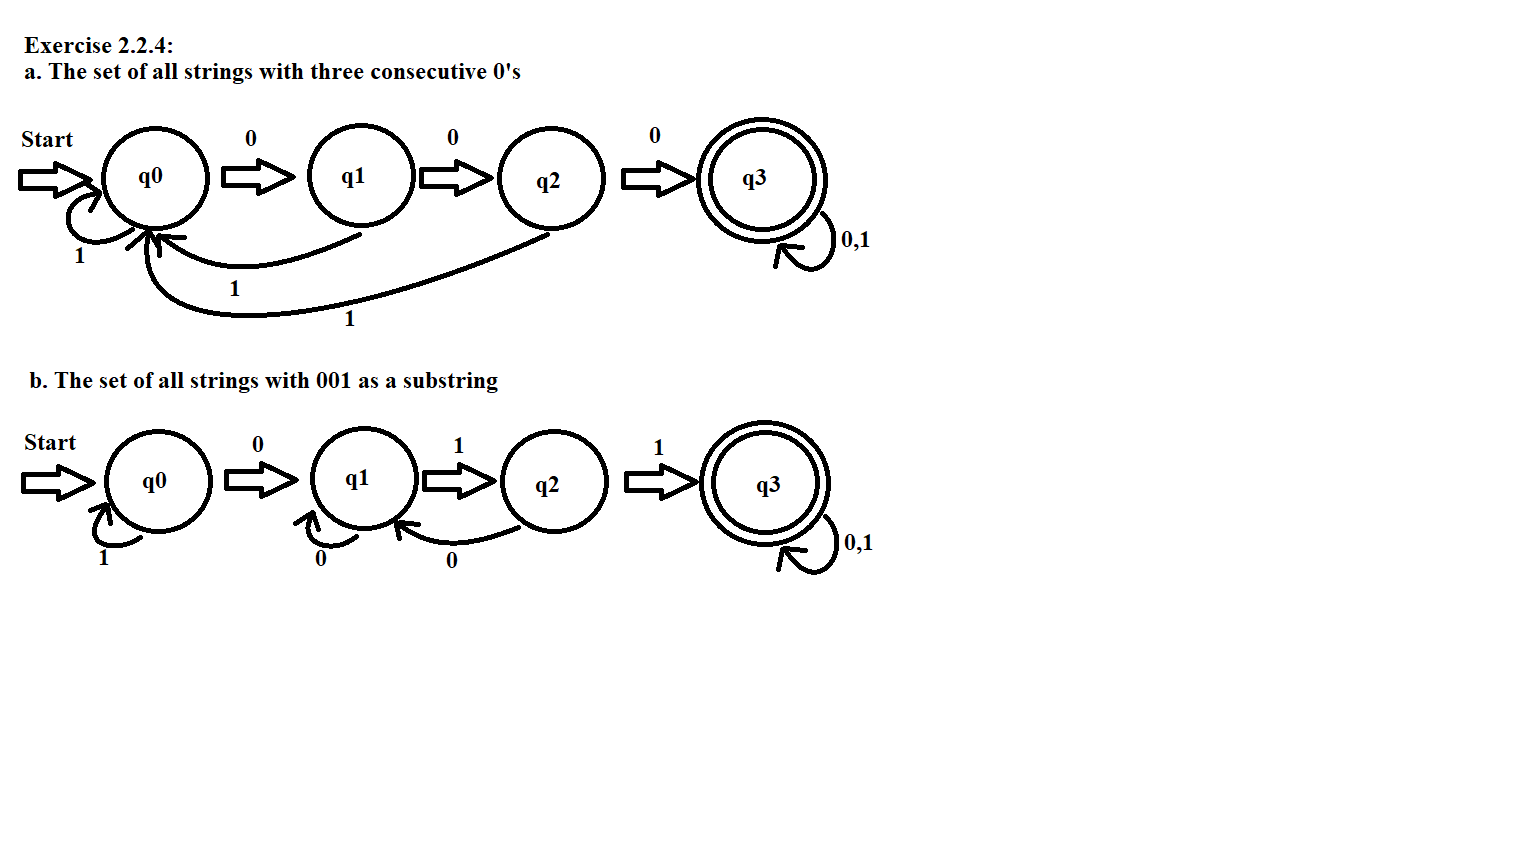 Exercise 2.2.4:
a. The set of all strings with three consecutive 0's
Start 0 0 0
q0 q1 q2 q3
0,1
1
1
1
b. The set of all strings with 001 as a substring
Start 0 1 1
q0 q1 q2 q3
0,1
1 0 0